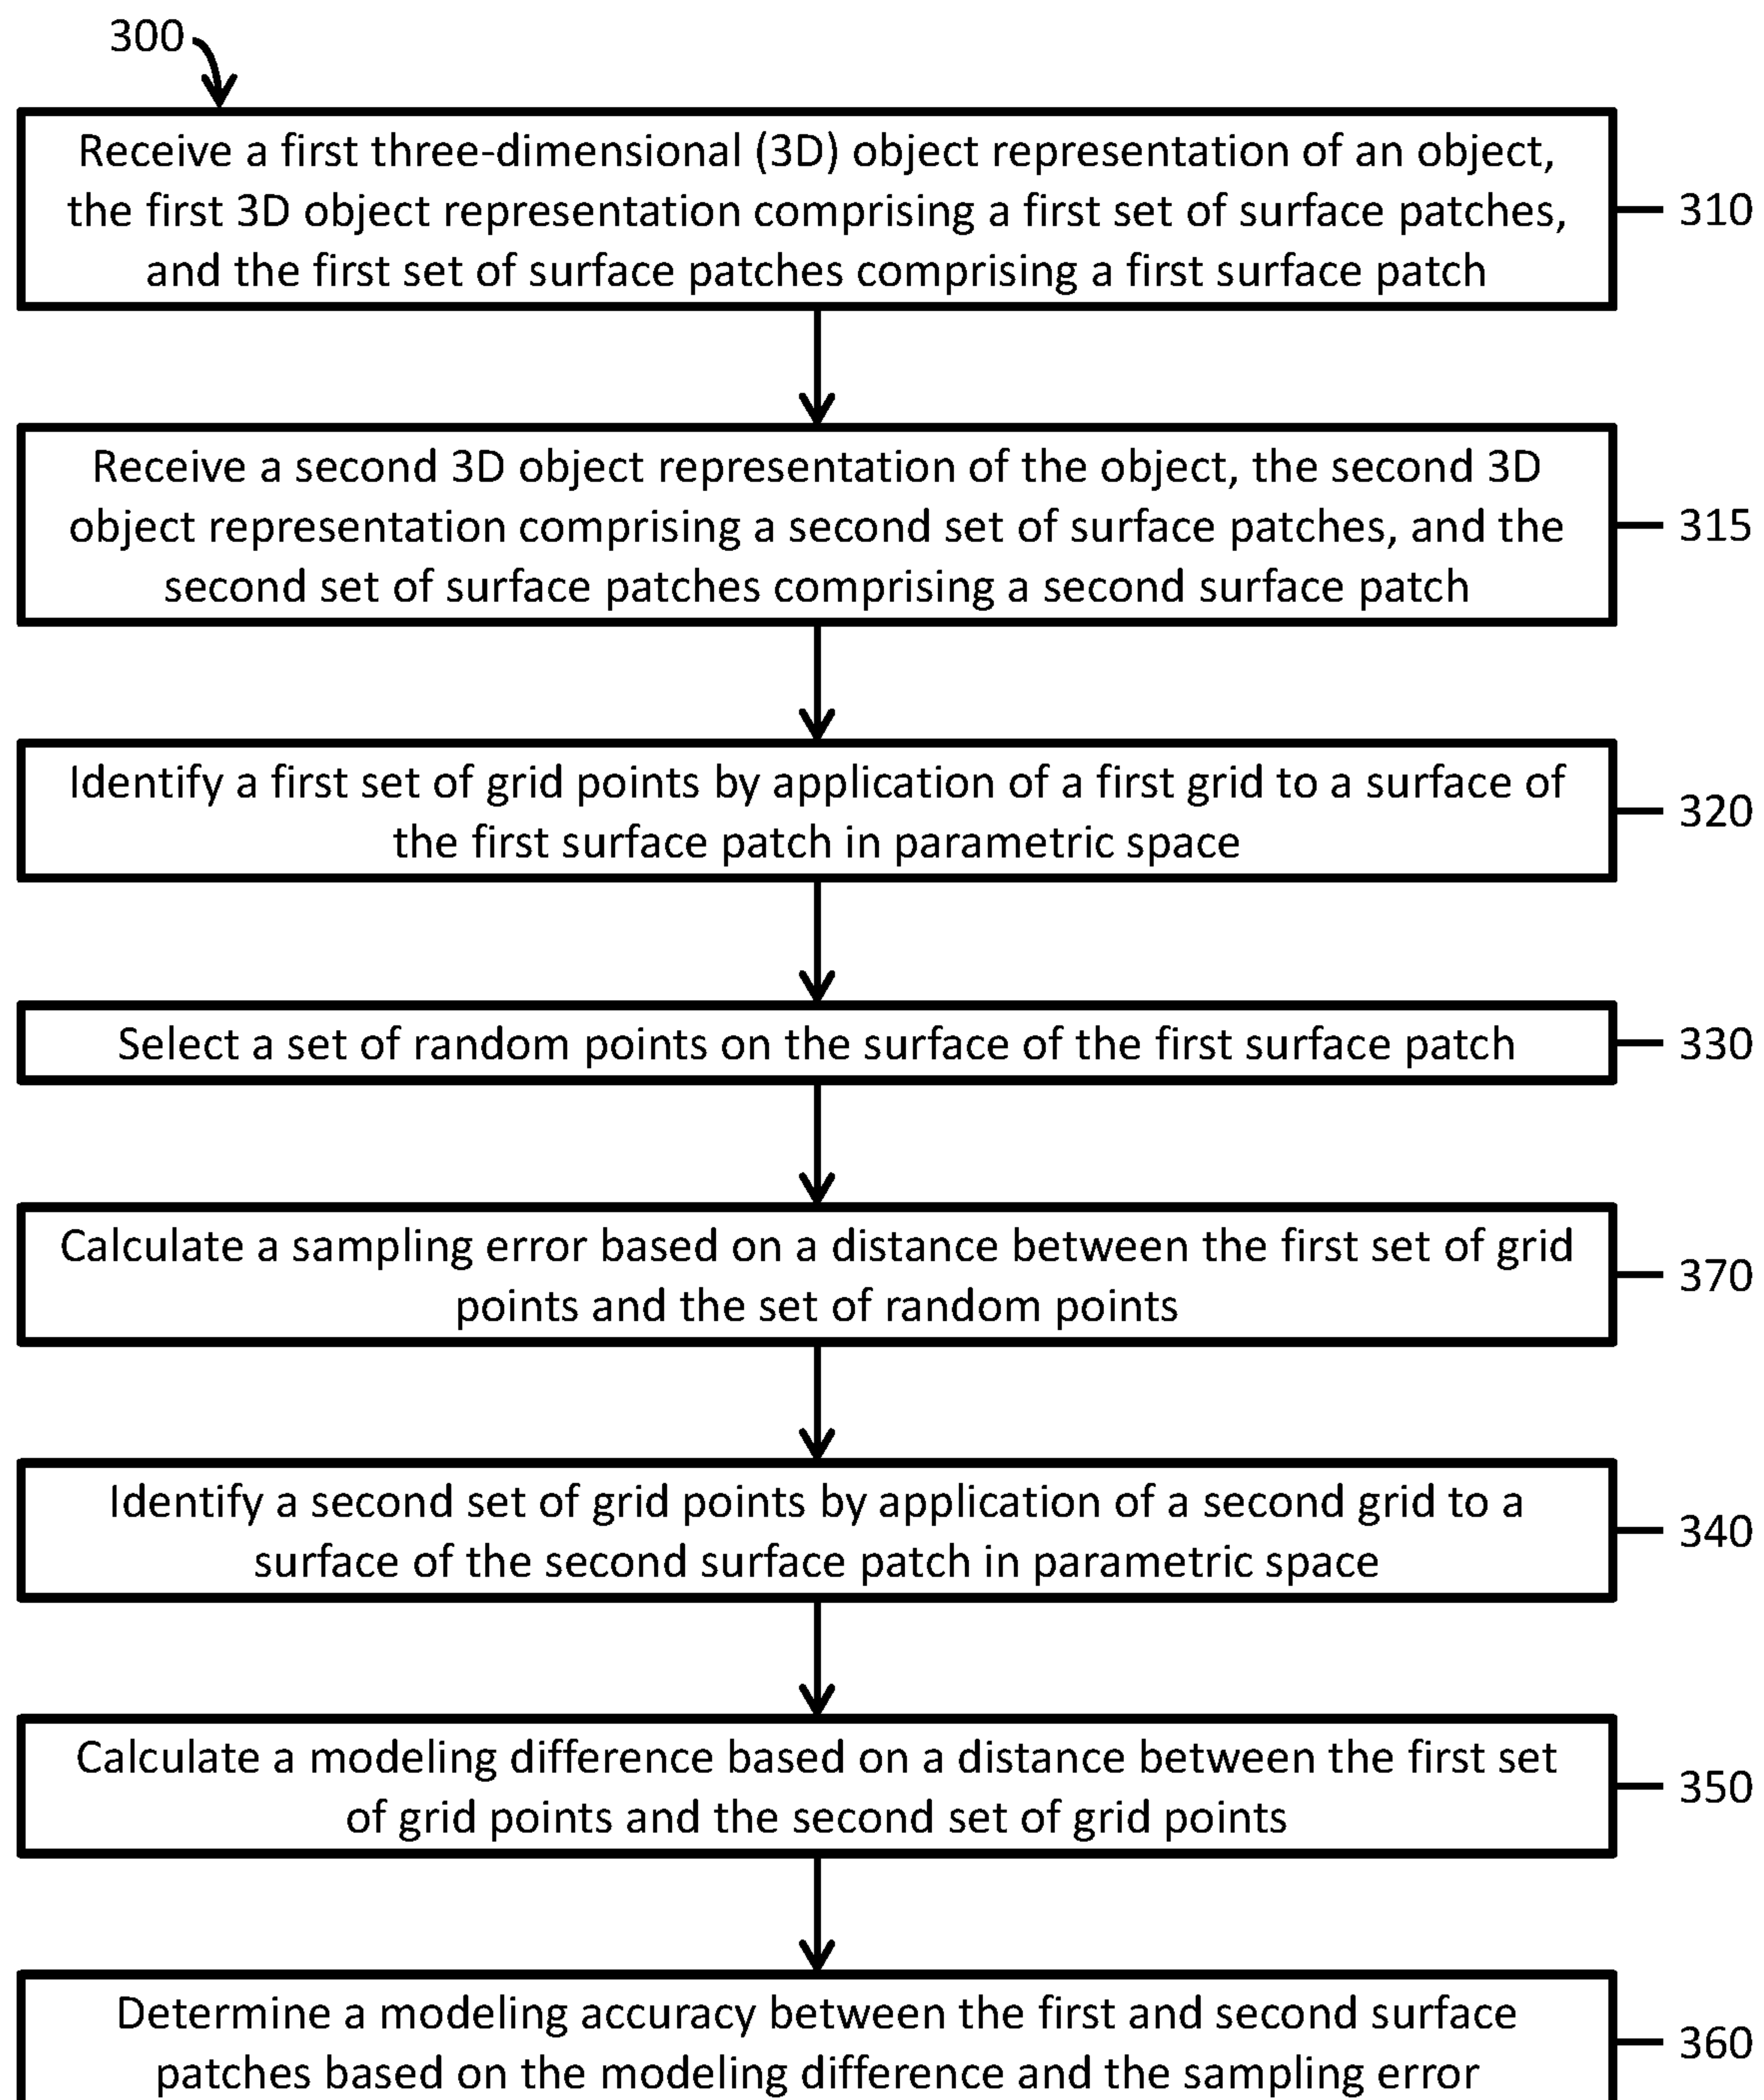 300
Receive a first three-dimensional (3D) object representation of an object,
the first 3D object representation comprising a first set of surface patches,
and the first set of surface patches comprising a first surface patch
310
Receive a second 3D object representation of the object, the second 3D
object representation comprising a second set of surface patches, and the
second set of surface patches comprising a second surface patch
315
Identify a first set of grid points by application of a first grid to a surface of
the first surface patch in parametric space
320
Select a set of random points on the surface of the first surface patch
330
Calculate a sampling error based on a distance between the first set of grid
points and the set of random points
370
Identify a second set of grid points by application of a second grid to a
surface of the second surface patch in parametric space
340
Calculate a modeling difference based on a distance between the first set
of grid points and the second set of grid points
350
Determine a modeling accuracy between the first and second surface
patches based on the modeling difference and the sampling error
360